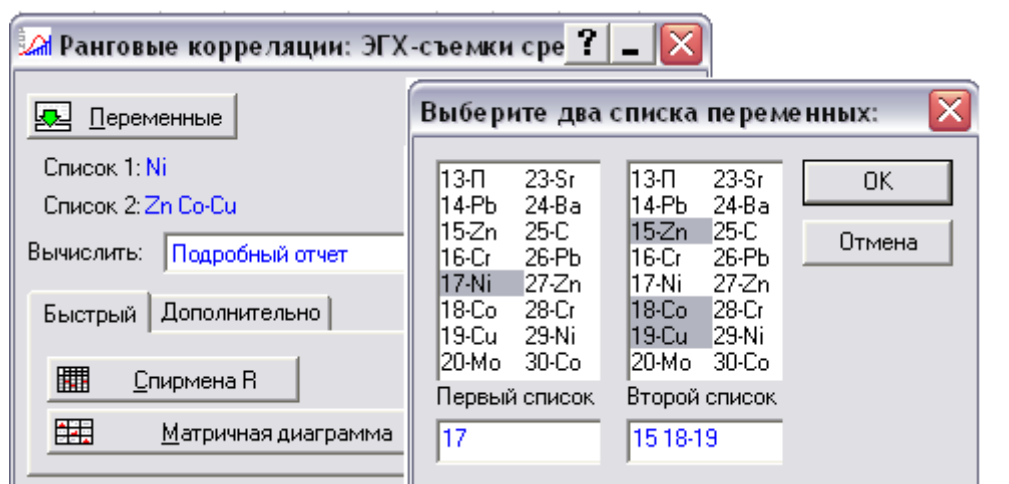 Ранговые корреляции: ЭГХ-съемки сре ?
Переменные
Список 1: Ni
Список 2: Zn Co-Cu
Вычислить: Подробный отчет
Быстрый Дополнительно
Спирмена R
Матричная диаграмма
Выберите два списка переменных:
13-П 23-Sr 13-П 23-Sr
14-Pb 24-Ba 14-Pb 24-Ba
15-Zn 25-C 15-Zn 25-C
16-Cr 26-Pb 16-Cr 26-Pb
17-Ni 27-Zn 17-Ni 27-Zn
18-Co 28-Cr 18-Co 28-Cr
19-Cu 29-Ni 19-Cu 29-Ni
20-Mo 30-Co 20-Mo 30-Co
OK
Отмена
Первый список Второй список
17 15 18-19